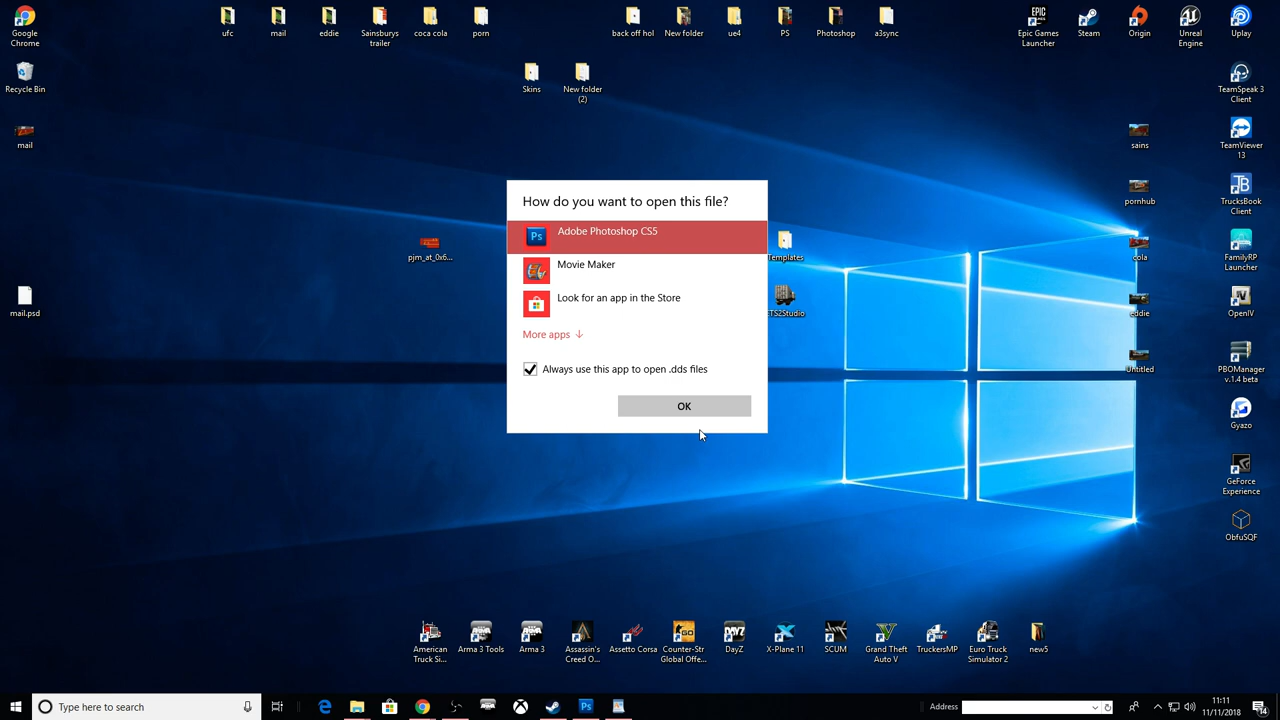 Google
Chrome
ufc
mail
eddie
Sainsburys
trailer
coca cola
porn
back off hol
New folder
ue4
PS
Photoshop
a3sync
Epic Games
Launcher
Steam
Origin
Unreal
Engine
Uplay
Recycle Bin
Skins
New folder
(2)
TeamSpeak 3
Client
mail
sains
TeamViewer
13
How do you want to open this file?
Ps
Adobe Photoshop CS5
Movie Maker
Look for an app in the Store
More apps ↓
Always use this app to open .dds files
OK
pornhub
TrucksBook
Client
pjm_at_0x6...
Templates
cola
FamilyRP
Launcher
mail.psd
ETS2Studio
eddie
OpenIV
Untitled
PBOManager
v.1.4 beta
Gyazo
GeForce
Experience
ObfuSQF
American
Truck Si...
Arma 3 Tools
Arma 3
Assassin's
Creed O...
Assetto Corsa
Counter-Str
Global Offe...
DayZ
X-Plane 11
SCUM
Grand Theft
Auto V
TruckersMP
Euro Truck
Simulator 2
new5
Type here to search
Ps
Address
11:11
11/11/2018